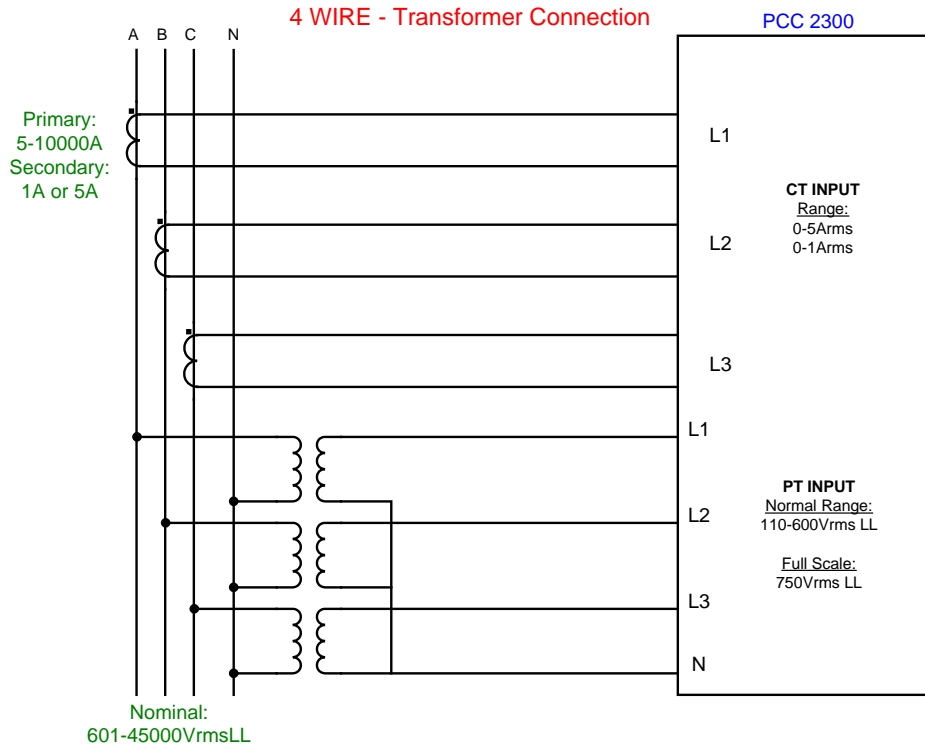 4 WIRE - Transformer Connection
PCC 2300
A B C N
Primary:
5-10000A
Secondary:
1A or 5A
L1
CT INPUT
Range:
0-5Arms
0-1Arms
L2
L3
L1
PT INPUT
Normal Range:
110-600Vrms LL
L2
Full Scale:
750Vrms LL
L3
N
Nominal:
601-45000VrmsLL